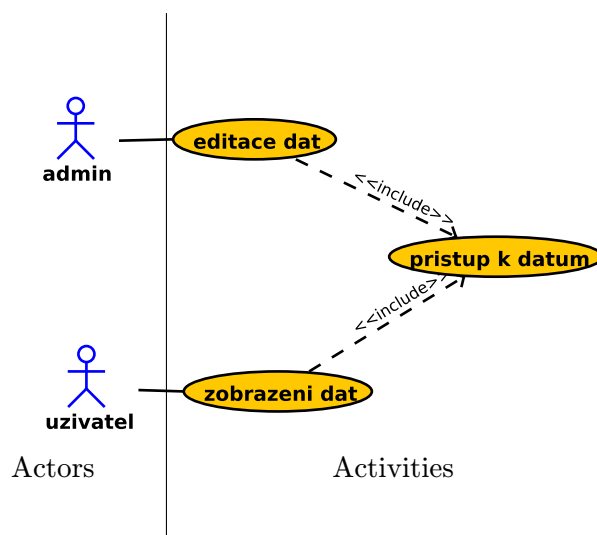 editace dat
admin
<<include>>
pristup k datum
<<include>>
zobrazeni dat
uzivatel
Actors
Activities